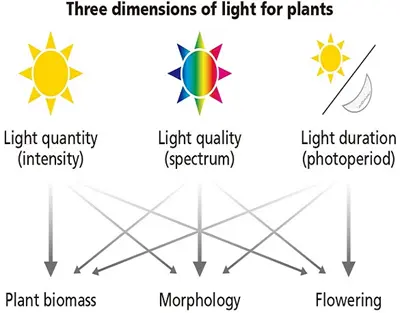 Three dimensions of light for plants
Light quantity
(intensity)
Light quality
(spectrum)
Light duration
(photoperiod)
Plant biomass
Morphology
Flowering